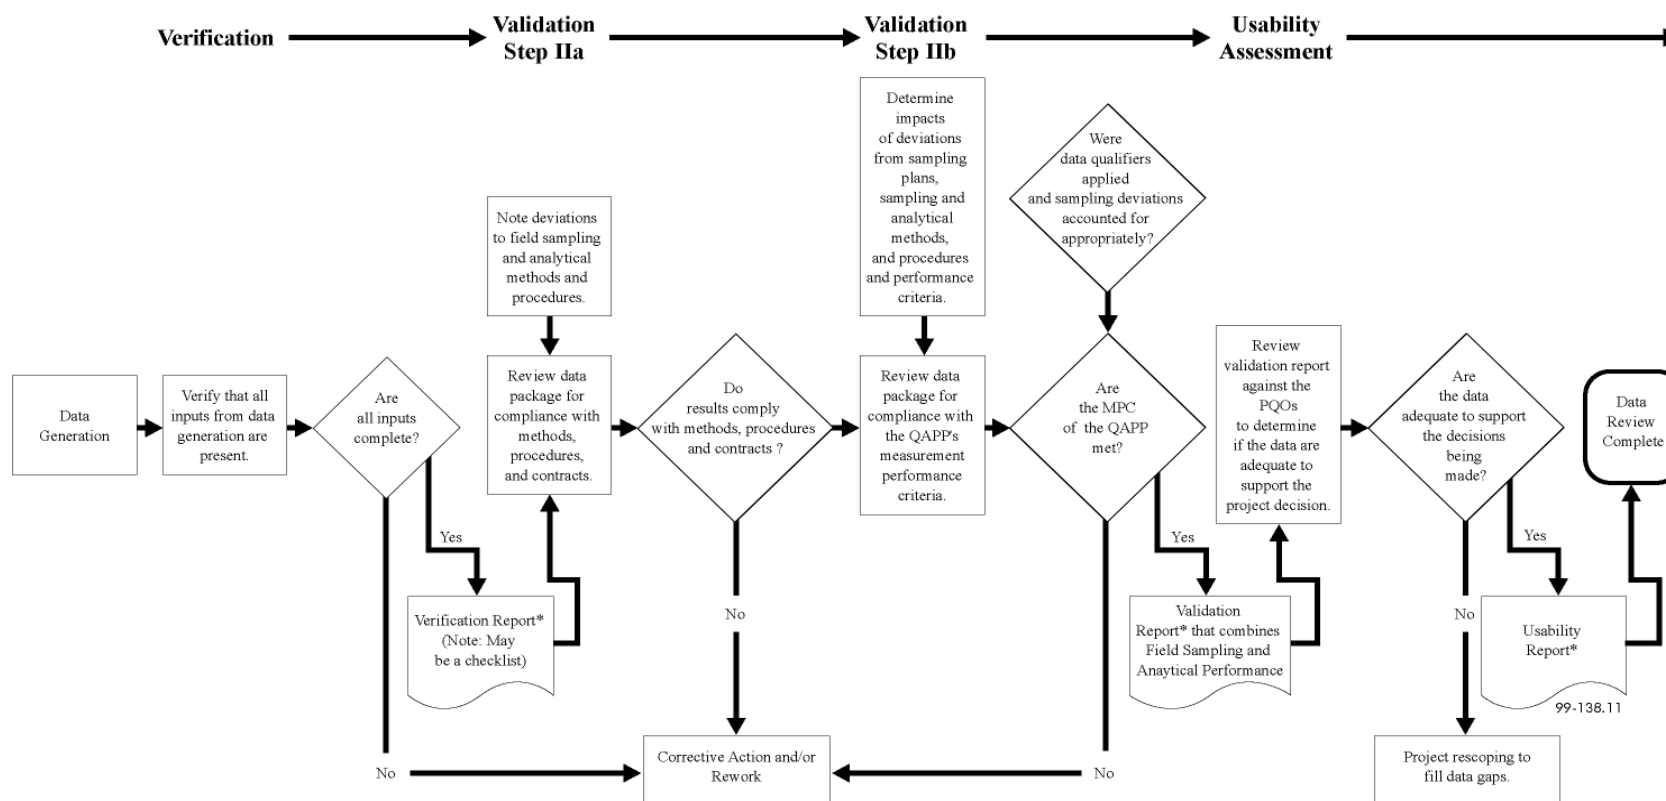 Verification
Validation
Step IIa
Validation
Step IIb
Usability
Assessment
Data
Generation
Verify that all
inputs from data
generation are
present.
Are
all inputs
complete?
Yes
Verification Report*
(Note: May
be a checklist)
No
Note deviations
to field sampling
and analytical
methods and
procedures.
Review data
package for
compliance with
methods,
procedures,
and contracts.
Do
results comply
with methods, procedures
and contracts ?
No
Corrective Action and/or
Rework
Determine
impacts
of deviations
from sampling
plans,
sampling and
analytical
methods,
and procedures
and performance
criteria.
Review data
package for
compliance with
the QAPP's
measurement
performance
criteria.
Were
data qualifiers
applied
and sampling deviations
accounted for
appropriately?
Are
the MPC
of the QAPP
met?
Yes
Validation
Report* that combines
Field Sampling and
Anaytical Performance
No
Review
validation report
against the
PQOs
to determine
if the data are
adequate to
support the
project decision.
Are
the data
adequate to support
the decisions
being
made?
Yes
Usability
Report*
99-138.11
No
Project rescoping to
fill data gaps.
Data
Review
Complete